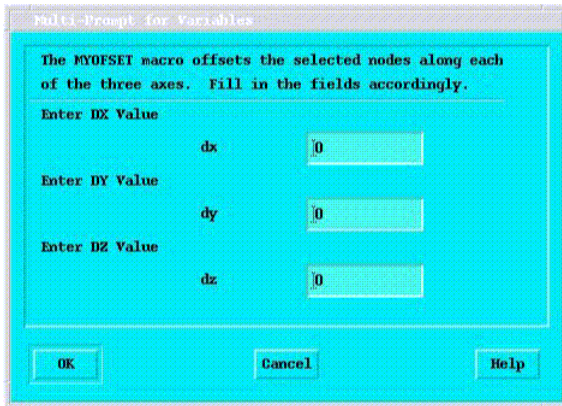 Multi-Prompt for Variables
The MYOFSET macro offsets the selected nodes along each
of the three axes. Fill in the fields accordingly.
Enter DX Value
dx 0
Enter DY Value
dy 0
Enter DZ Value
dz 0
OK Cancel Help